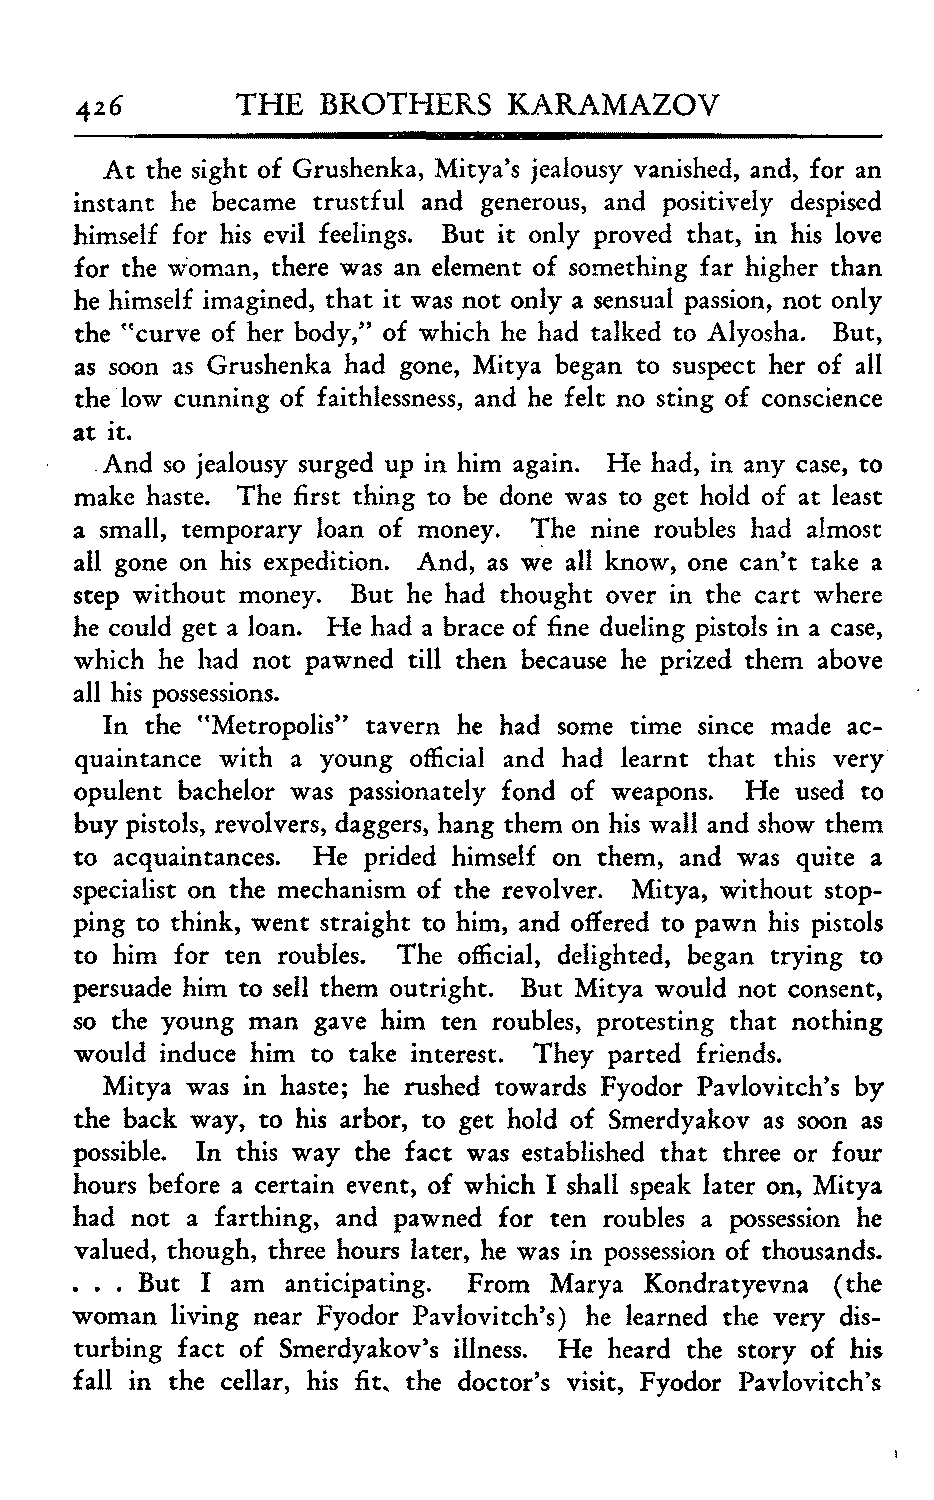 426 THE BROTHERS KARAMAZOV
At the sight of Grushenka, Mitya's jealousy vanished, and, for an
instant he became trustful and generous, and positively despised
himself for his evil feelings. But it only proved that, in his love
for the woman, there was an element of something far higher than
he himself imagined, that it was not only a sensual passion, not only
the "curve of her body," of which he had talked to Alyosha. But,
as soon as Grushenka had gone, Mitya began to suspect her of all
the low cunning of faithlessness, and he felt no sting of conscience
at it.
And so jealousy surged up in him again. He had, in any case, to
make haste. The first thing to be done was to get hold of at least
a small, temporary loan of money. The nine roubles had almost
all gone on his expedition. And, as we all know, one can't take a
step without money. But he had thought over in the cart where
he could get a loan. He had a brace of fine dueling pistols in a case,
which he had not pawned till then because he prized them above
all his possessions.
In the "Metropolis" tavern he had some time since made ac-
quaintance with a young official and had learnt that this very
opulent bachelor was passionately fond of weapons. He used to
buy pistols, revolvers, daggers, hang them on his wall and show them
to acquaintances. He prided himself on them, and was quite a
specialist on the mechanism of the revolver. Mitya, without stop-
ping to think, went straight to him, and offered to pawn his pistols
to him for ten roubles. The official, delighted, began trying to
persuade him to sell them outright. But Mitya would not consent,
so the young man gave him ten roubles, protesting that nothing
would induce him to take interest. They parted friends.
Mitya was in haste; he rushed towards Fyodor Pavlovitch's by
the back way, to his arbor, to get hold of Smerdyakov as soon as
possible. In this way the fact was established that three or four
hours before a certain event, of which I shall speak later on, Mitya
had not a farthing, and pawned for ten roubles a possession he
valued, though, three hours later, he was in possession of thousands.
. . . But I am anticipating. From Marya Kondratyevna (the
woman living near Fyodor Pavlovitch's) he learned the very dis-
turbing fact of Smerdyakov's illness. He heard the story of his
fall in the cellar, his fit, the doctor's visit, Fyodor Pavlovitch's